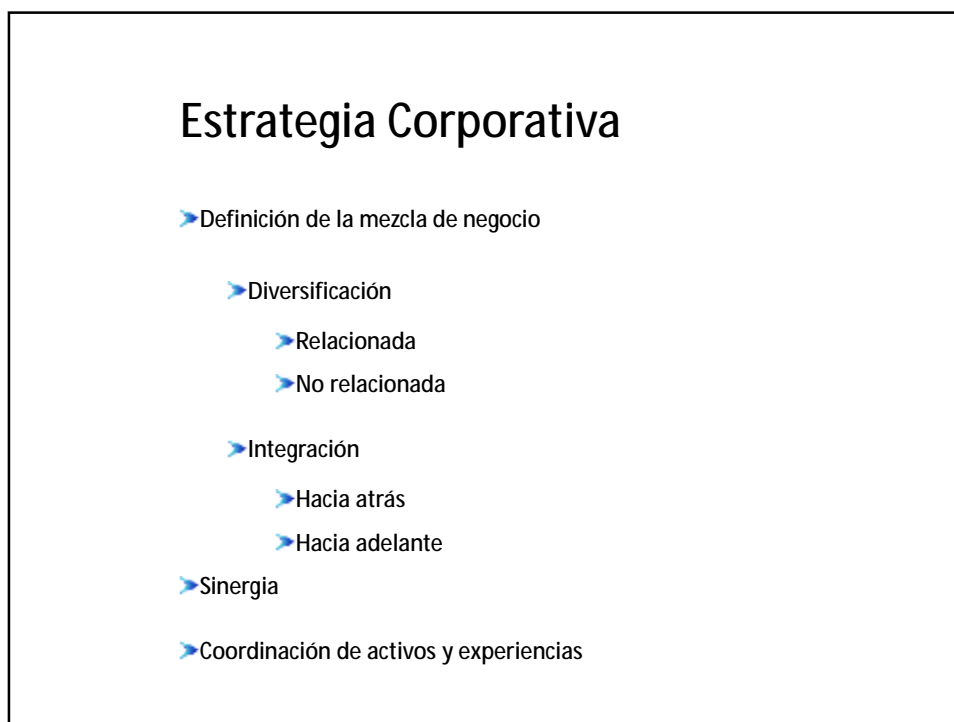 Estrategia Corporativa
Definición de la mezcla de negocio
Diversificación
Relacionada
No relacionada
Integración
Hacia atrás
Hacia adelante
Sinergia
Coordinación de activos y experiencias